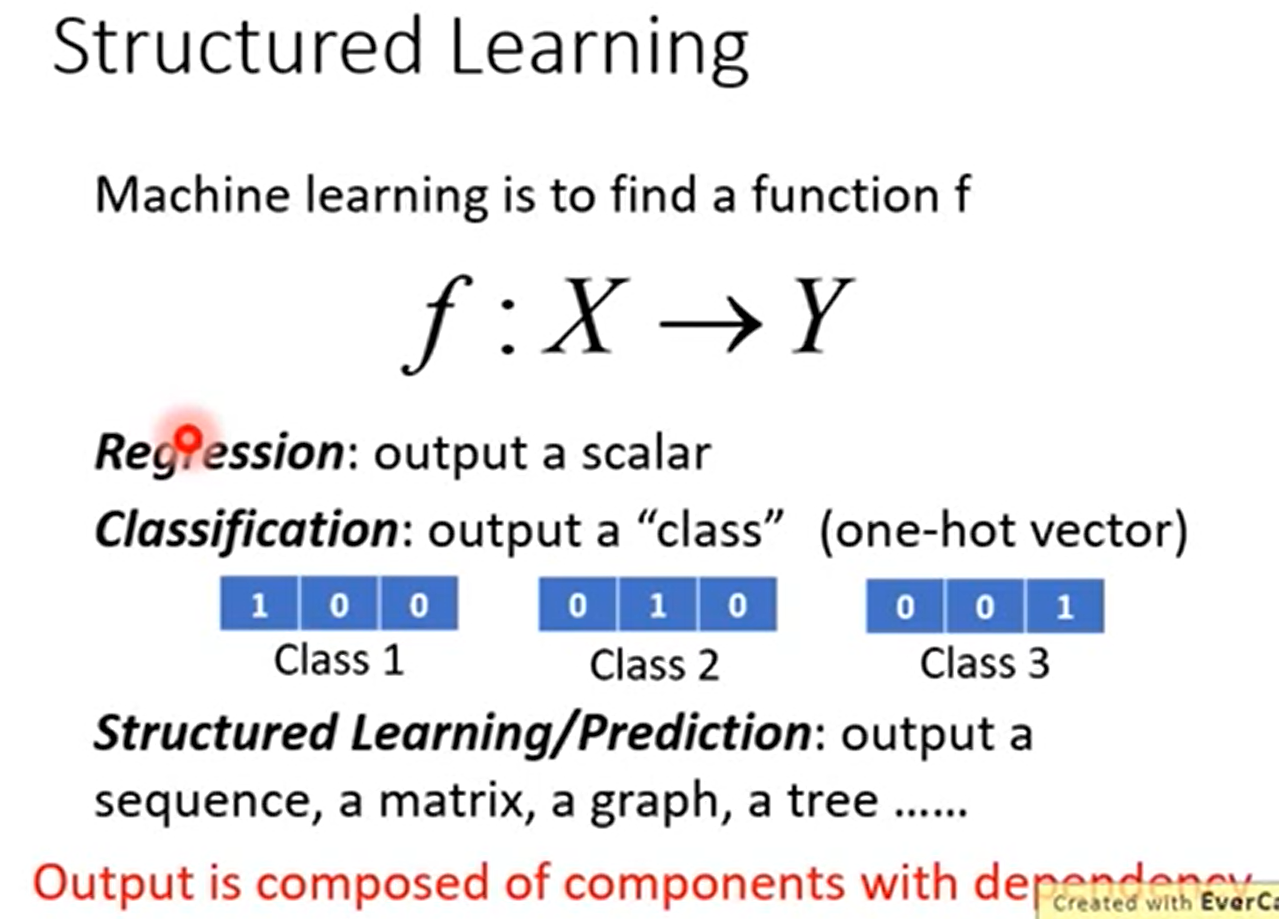 Structured Learning
Machine learning is to find a function f
f : X → Y
Regression: output a scalar
Classification: output a “class” (one-hot vector)
1 0 0 0 1 0 0 0 1
Class 1 Class 2 Class 3
Structured Learning/Prediction: output a
sequence, a matrix, a graph, a tree ……
Output is composed of components with dependency
Created with EverCa